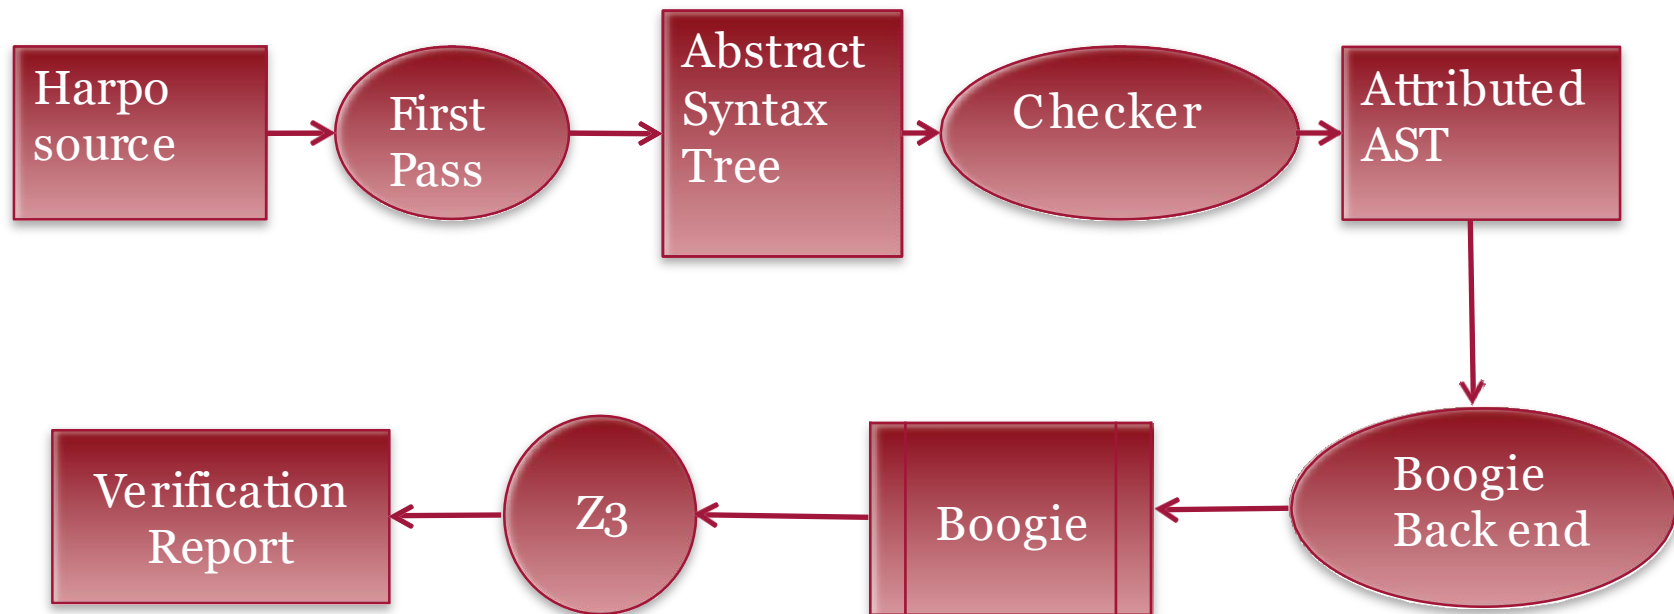 Harpo
source
First
Pass
Abstract
Syntax
Tree
Checker
Attributed
AST
Verification
Report
Z3
Boogie
Boogie
Back end